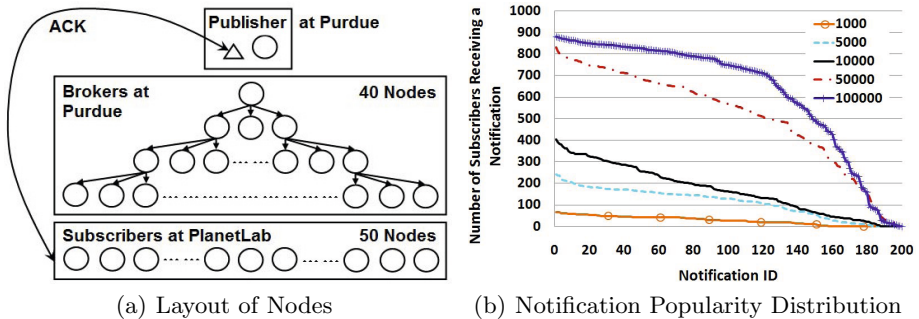 ACK
Publisher at Purdue
Brokers at
Purdue
40 Nodes
Subscribers at PlanetLab
50 Nodes
(a) Layout of Nodes
Number of Subscribers Receiving a
Notification
1000
900
800
700
600
500
400
300
200
100
0
0 20 40 60 80 100 120 140 160 180 200
Notification ID
1000
5000
10000
50000
100000
(b) Notification Popularity Distribution